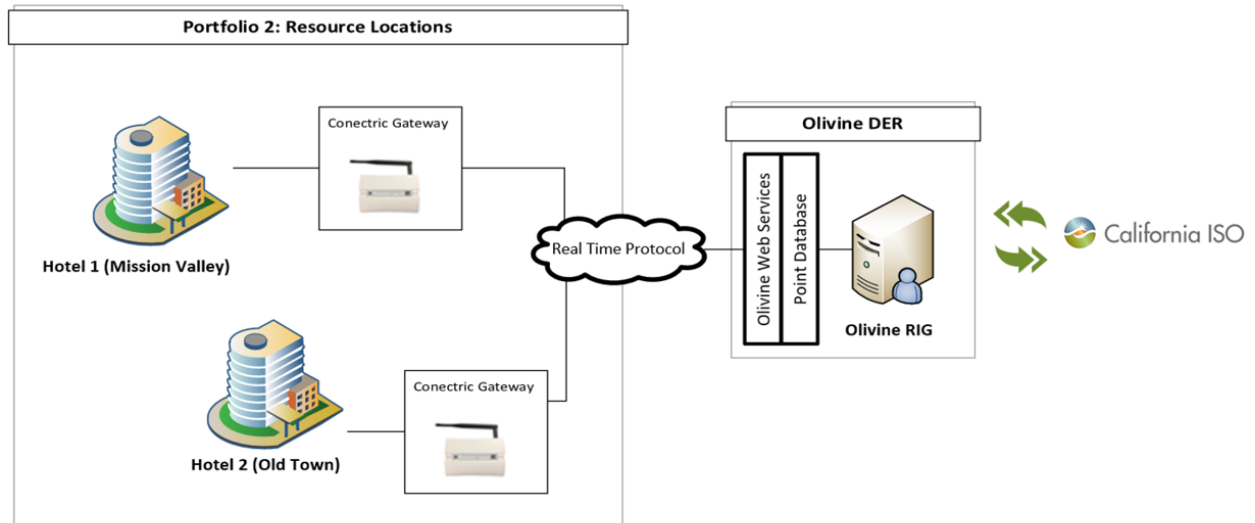 Portfolio 2: Resource Locations
Conectric Gateway
Hotel 1 (Mission Valley)
Conectric Gateway
Hotel 2 (Old Town)
Real Time Protocol
Olivine DER
Olivine Web Services
Point Database
Olivine RIG
California ISO